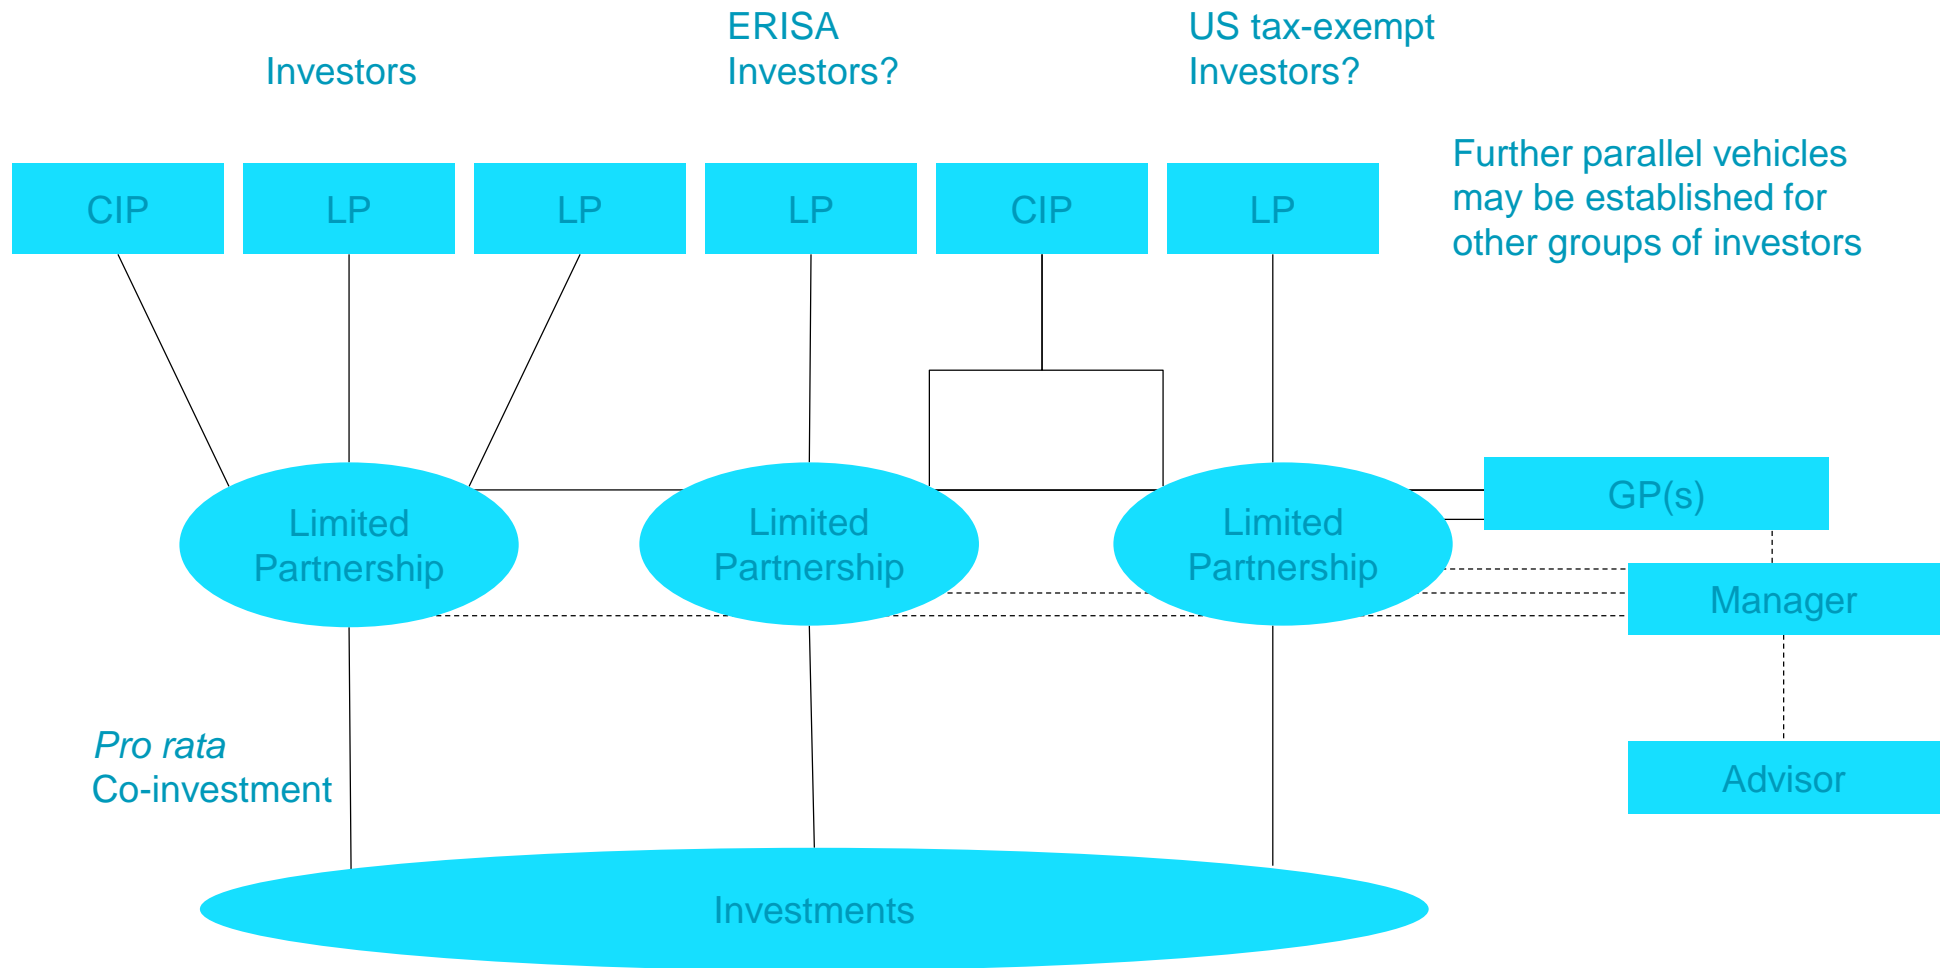 Investors
ERISA
Investors?
US tax-exempt
Investors?
Further parallel vehicles
may be established for
other groups of investors
CIP
LP
LP
LP
CIP
LP
Limited
Partnership
Limited
Partnership
Limited
Partnership
GP(s)
Manager
Advisor
Pro rata
Co-investment
Investments